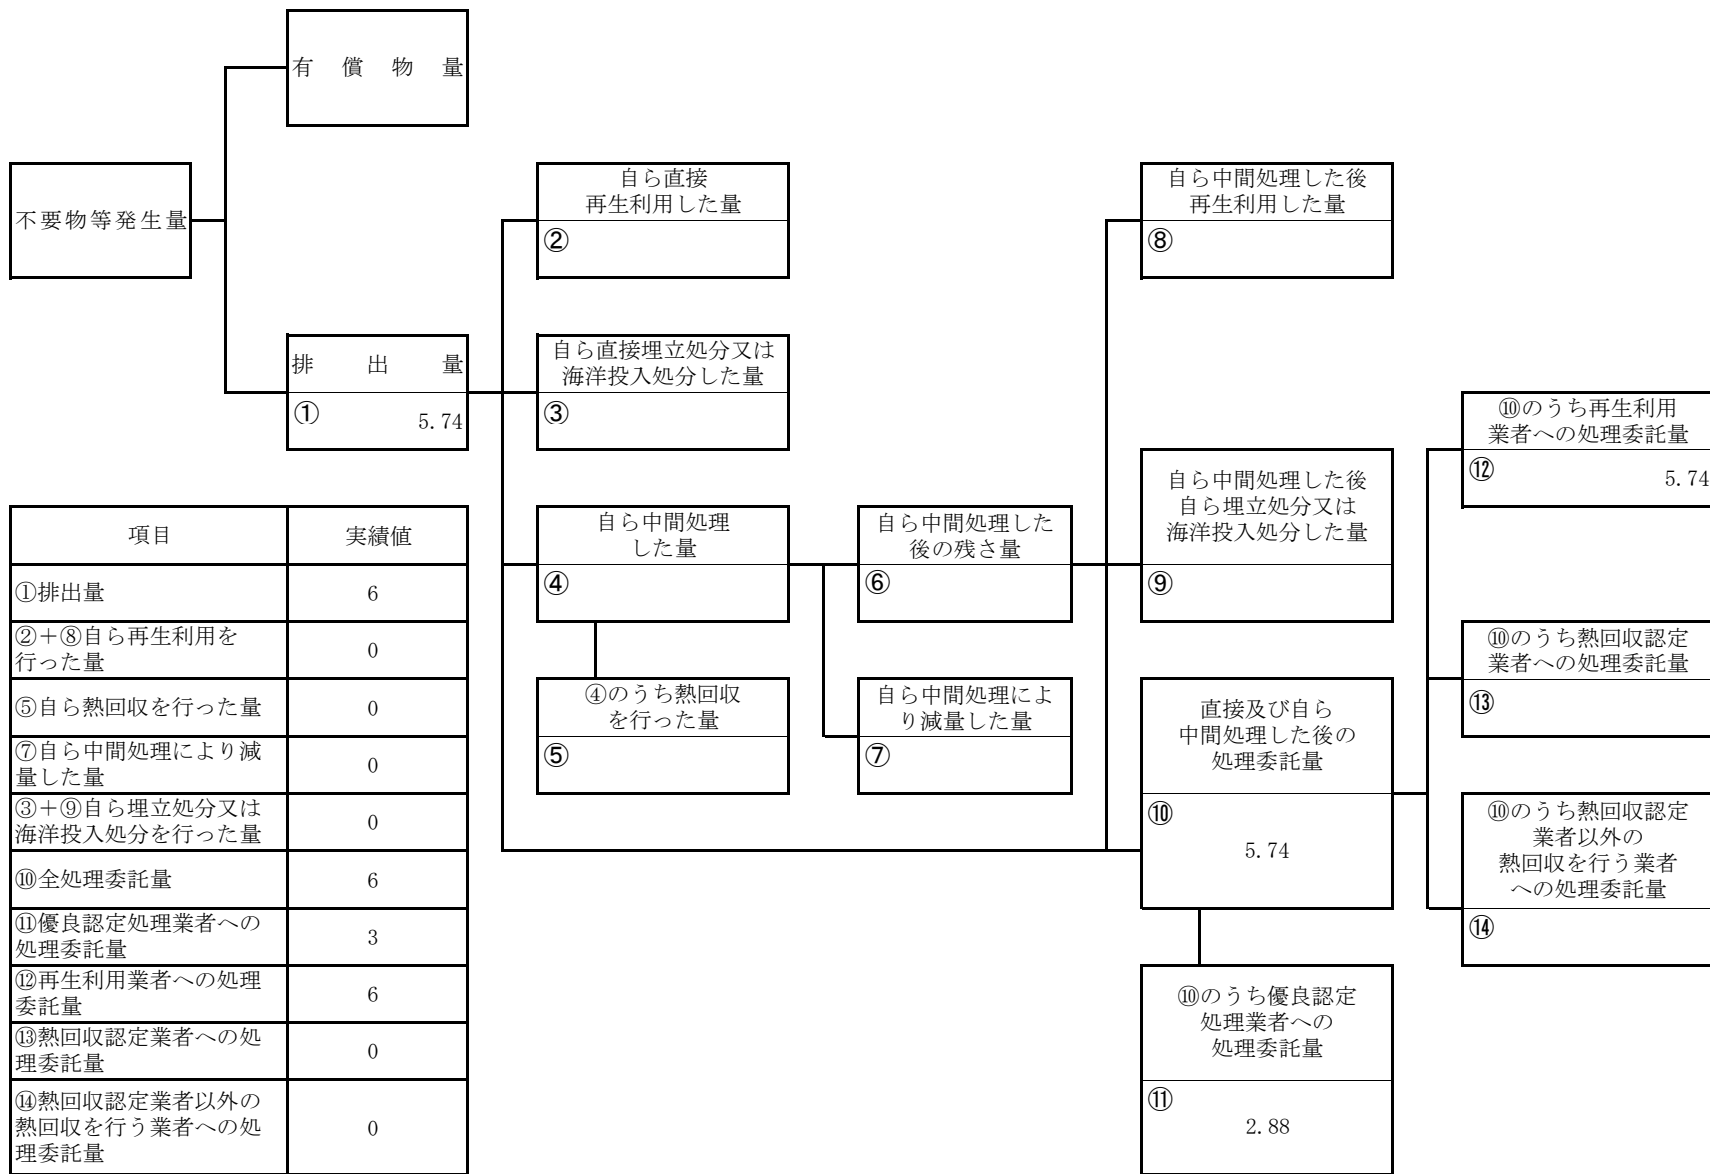 有償物量
不要物等発生量
自ら直接
再生利用した量
②
自ら中間処理した後
再生利用した量
⑧
排出量
① 5.74
自ら直接埋立処分又は
海洋投入処分した量
③
⑩のうち再生利用
業者への処理委託量
⑫ 5.74
自ら中間処理
した量
④
自ら中間処理した
後の残さ量
⑥
自ら中間処理した後
自ら埋立処分又は
海洋投入処分した量
⑨
⑩のうち熱回収認定
業者への処理委託量
⑬
④のうち熱回収
を行った量
⑤
自ら中間処理によ
り減量した量
⑦
直接及び自ら
中間処理した後の
処理委託量
⑩
5.74
⑩のうち熱回収認定
業者以外の
熱回収を行う業者
への処理委託量
⑭
⑩のうち優良認定
処理業者への
処理委託量
⑪
2.88
項目 実績値
①排出量 6
②+⑧自ら再生利用を
行った量 0
⑤自ら熱回収を行った量 0
⑦自ら中間処理により減
量した量 0
③+⑨自ら埋立処分又は
海洋投入処分を行った量 0
⑩全処理委託量 6
⑪優良認定処理業者への
処理委託量 3
⑫再生利用業者への処理
委託量 6
⑬熱回収認定業者への処
理委託量 0
⑭熱回収認定業者以外の
熱回収を行う業者への処
理委託量 0